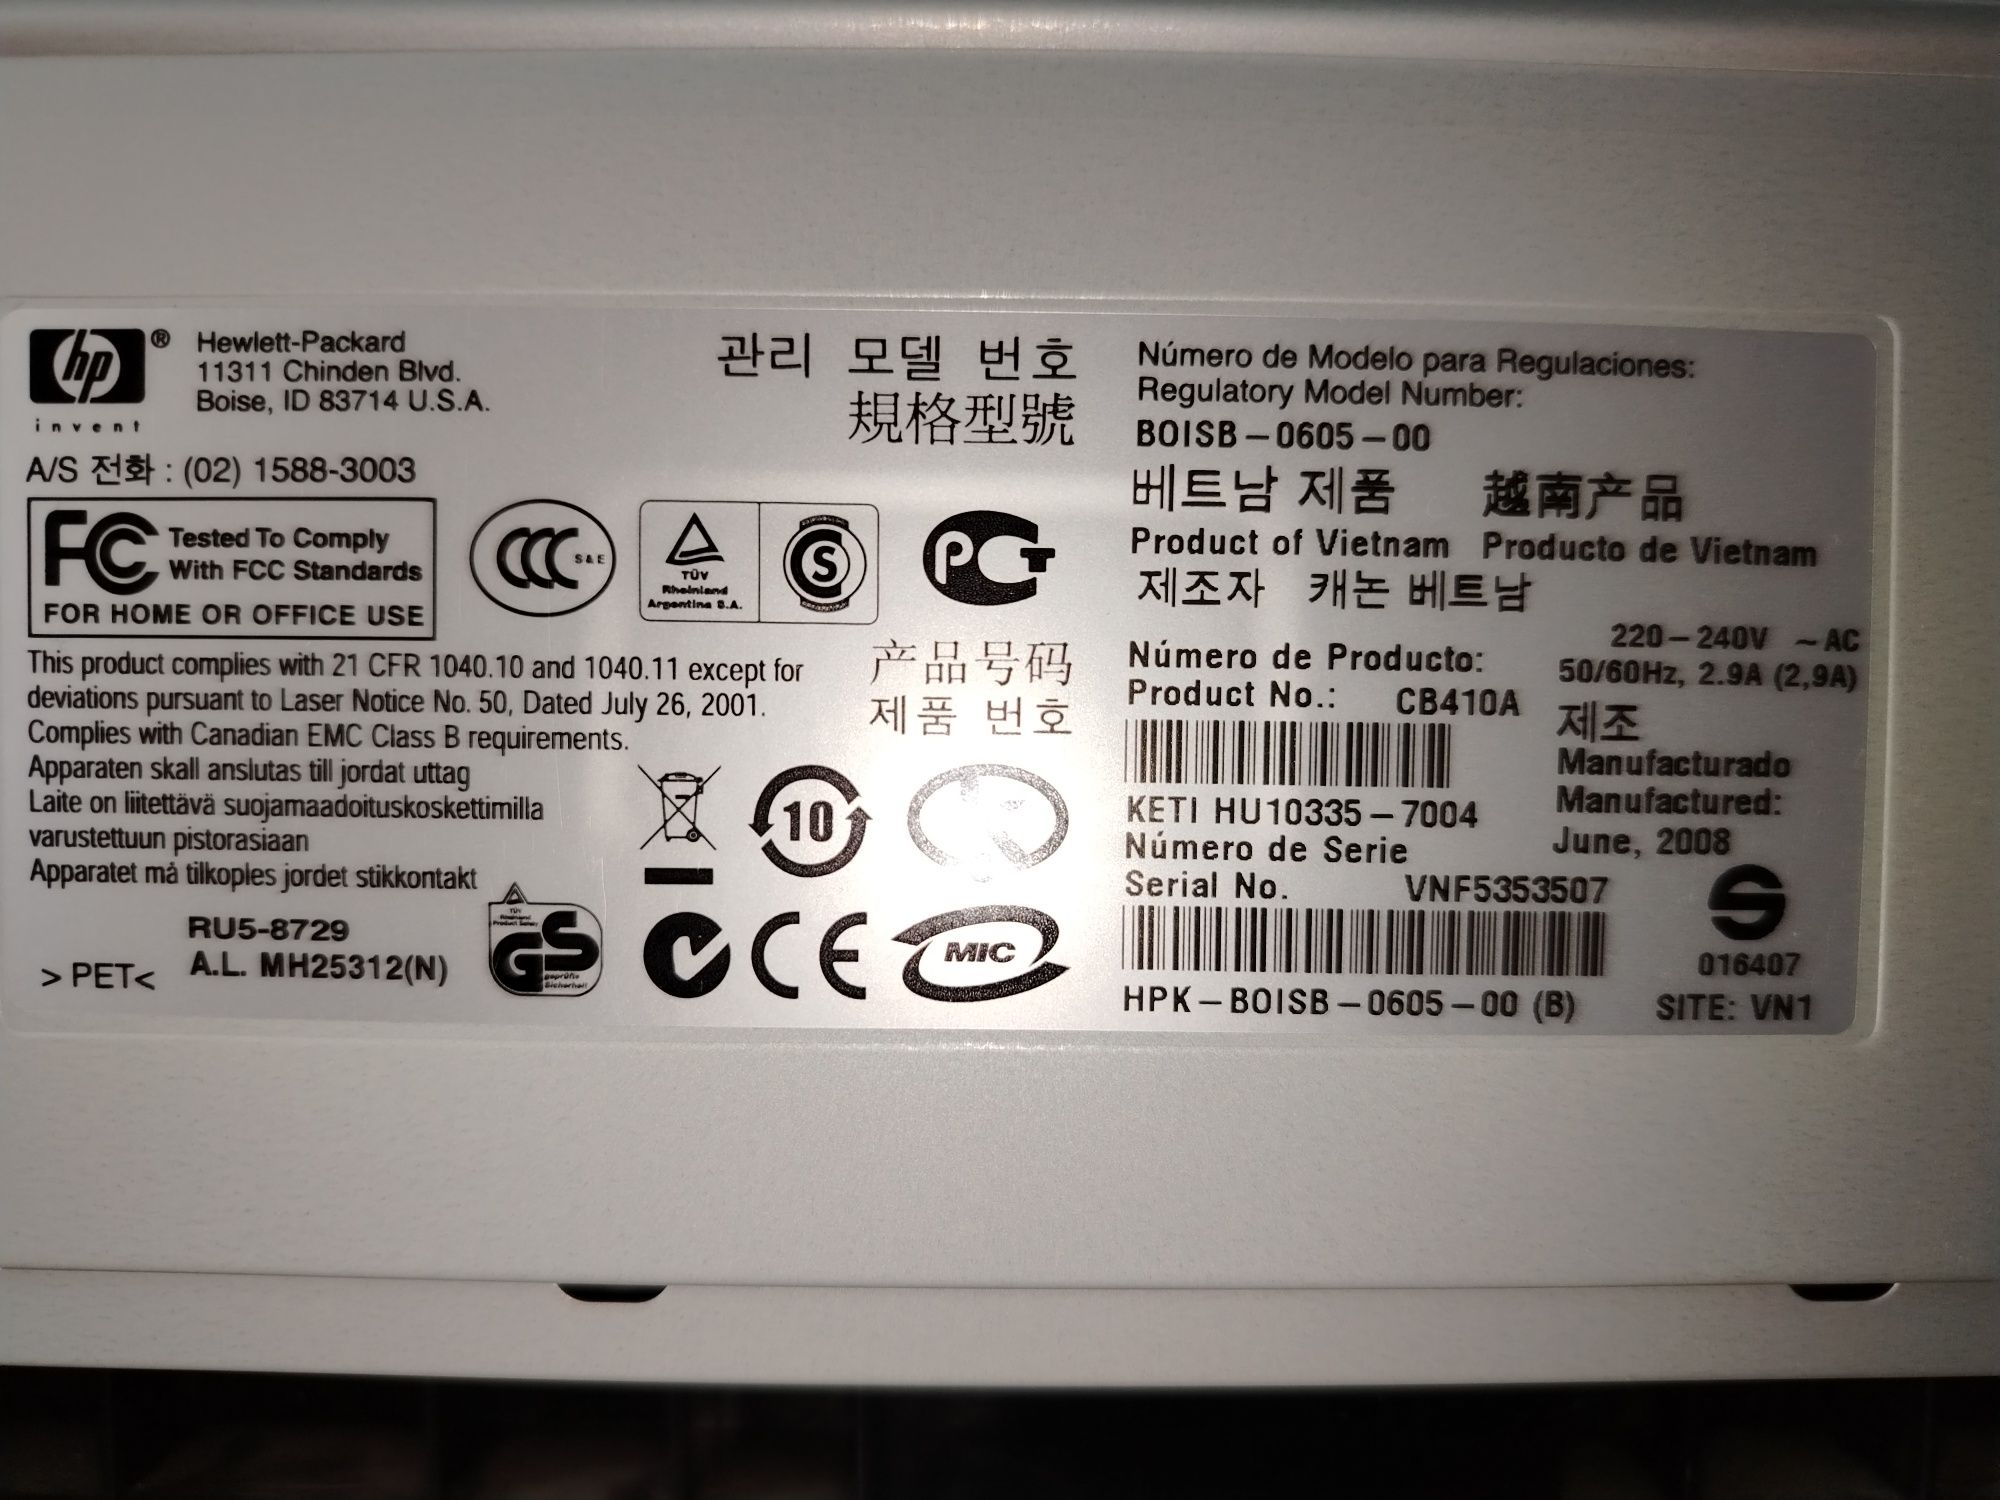 hp ®
invent
Hewlett-Packard
11311 Chinden Blvd.
Boise, ID 83714 U.S.A.
A/S 전화 : (02) 1588-3003
FC Tested To Comply
With FCC Standards
FOR HOME OR OFFICE USE
CCC S&E
TÜV
Rheinland
Argentina S.A.
S
PCT
This product complies with 21 CFR 1040.10 and 1040.11 except for
deviations pursuant to Laser Notice No. 50, Dated July 26, 2001.
Complies with Canadian EMC Class B requirements.
Apparaten skall anslutas till jordat uttag
Laite on liitettävä suojamaadoituskoskettimilla
varustettuun pistorasiaan
Apparatet må tilkoples jordet stikkontakt
RU5-8729
>PET< A.L. MH25312(N)
TÜV
Rheinland
Product Safety
GS
geprüfte
Sicherheit
10
CE
MIC
관리 모델 번호
規格型號
产品号码
제품 번호
Número de Modelo para Regulaciones:
Regulatory Model Number:
BOISB-0605-00
베트남 제품 越南产品
Product of Vietnam Producto de Vietnam
제조자 캐논 베트남
220-240V ~AC
50/60Hz, 2.9A (2,9A)
Número de Producto:
Product No.: CB410A
KETI HU10335-7004
Número de Serie
Serial No. VNF5353507
HPK-BOISB-0605-00 (B)
제조
Manufacturado
Manufactured:
June, 2008
016407
SITE: VN1